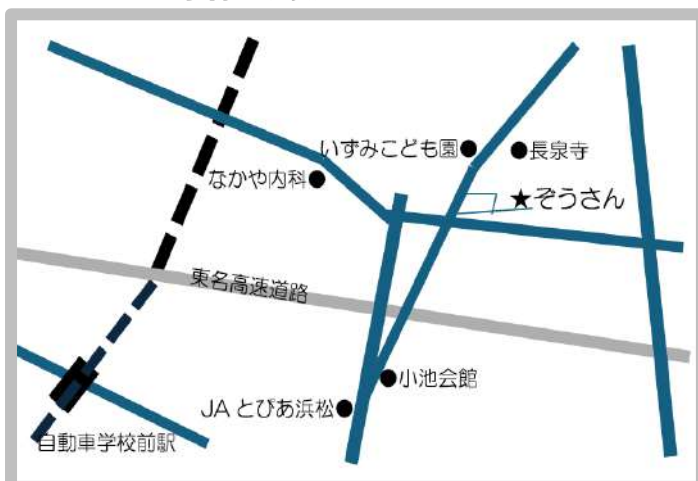 いずみこども園
長泉寺
なかや内科
★ぞうさん
東名高速道路
小池会館
JAとぴあ浜松
自動車学校前駅